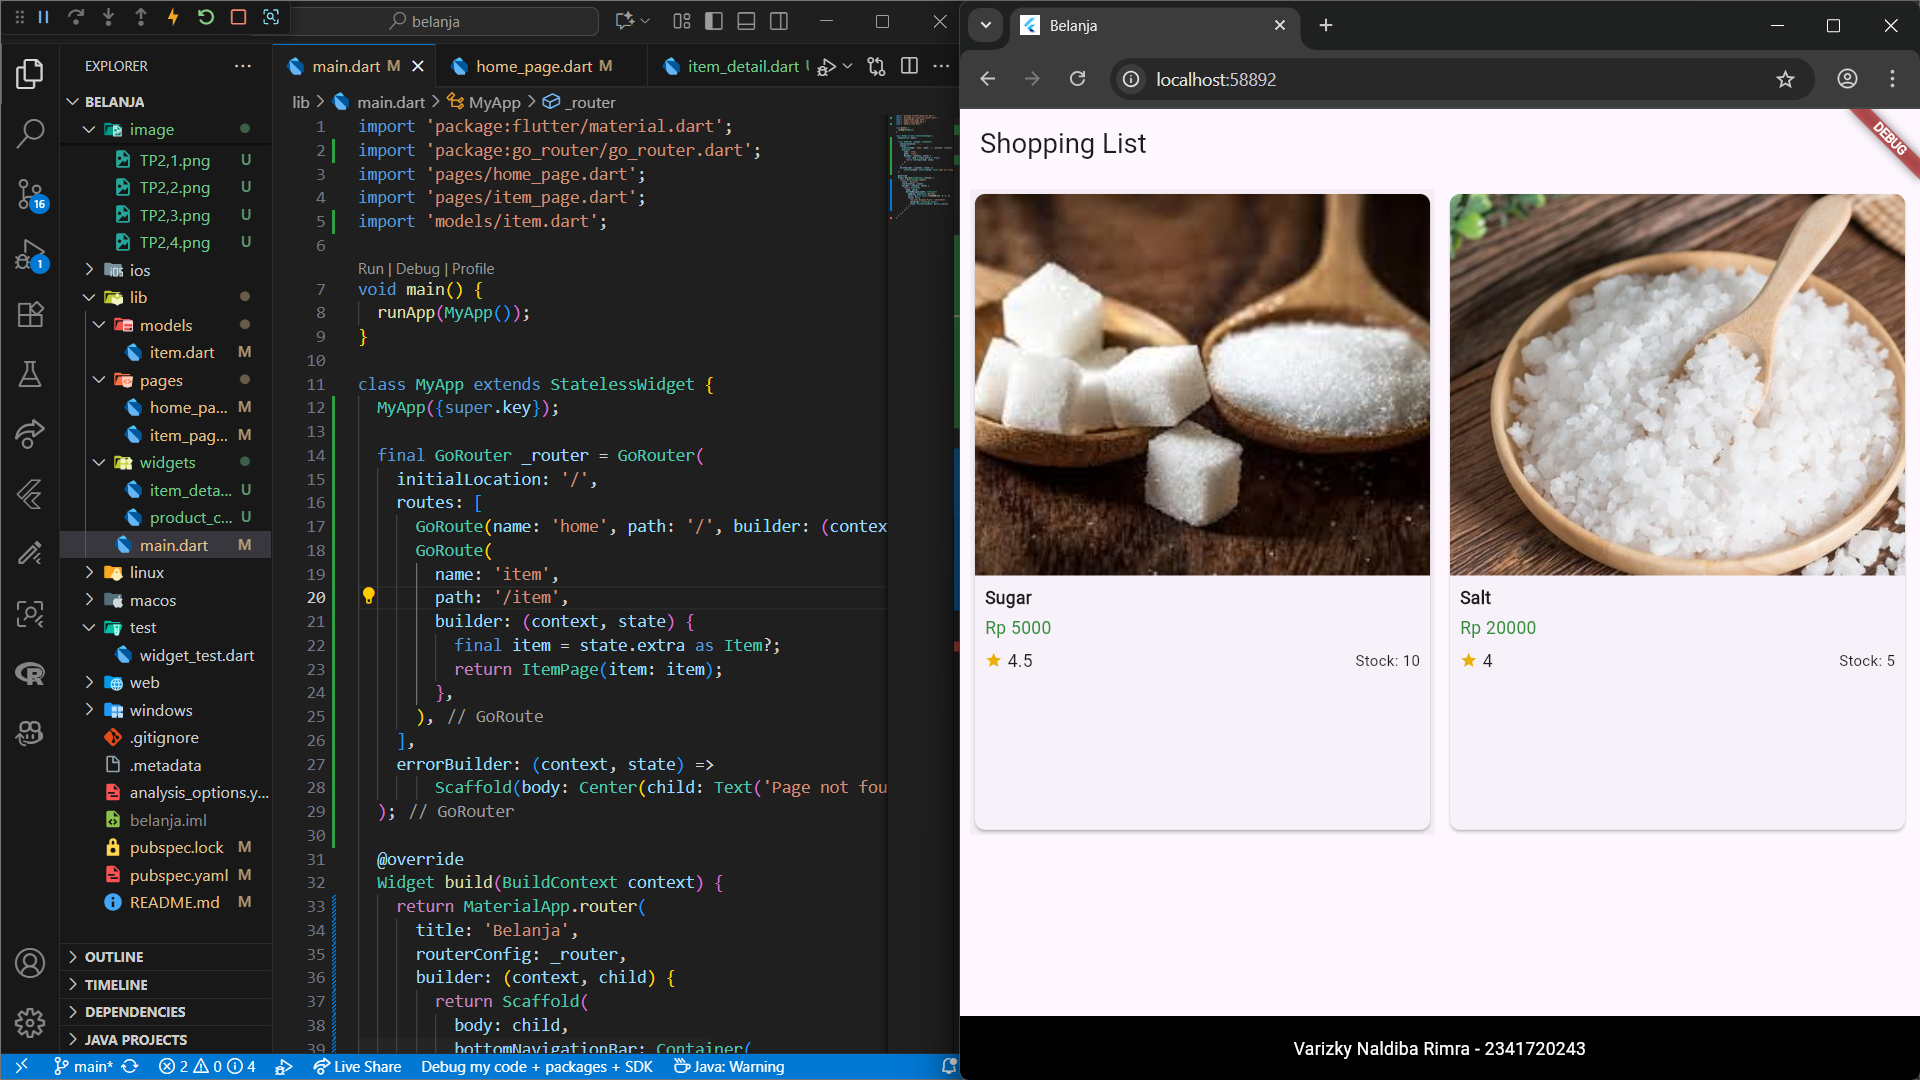 belanja
EXPLORER
BELANJA
image
TP2,1.png U
TP2,2.png U
TP2,3.png U
TP2,4.png U
ios
lib
models
item.dart M
pages
home_pa... M
item_pag... M
widgets
item_deta... U
product_c... U
main.dart M
linux
macos
test
widget_test.dart
web
windows
.gitignore
.metadata
analysis_options.y...
belanja.iml
pubspec.lock M
pubspec.yaml M
README.md M
OUTLINE
TIMELINE
DEPENDENCIES
JAVA PROJECTS
16
1
main.dart M
home_page.dart M
item_detail.dart
lib > main.dart > MyApp > _router
1 import 'package:flutter/material.dart';
2 import 'package:go_router/go_router.dart';
3 import 'pages/home_page.dart';
4 import 'pages/item_page.dart';
5 import 'models/item.dart';
6
Run | Debug | Profile
7 void main() {
8 runApp(MyApp());
9 }
10
11 class MyApp extends StatelessWidget {
12 MyApp({super.key});
13
14 final GoRouter _router = GoRouter(
15 initialLocation: '/',
16 routes: [
17 GoRoute(name: 'home', path: '/', builder: (contex
18 GoRoute(
19 name: 'item',
20 path: '/item',
21 builder: (context, state) {
22 final item = state.extra as Item?;
23 return ItemPage(item: item);
24 },
25 ), // GoRoute
26 ],
27 errorBuilder: (context, state) =>
28 Scaffold(body: Center(child: Text('Page not fou
29 ); // GoRouter
30
31 @override
32 Widget build(BuildContext context) {
33 return MaterialApp.router(
34 title: 'Belanja',
35 routerConfig: _router,
36 builder: (context, child) {
37 return Scaffold(
38 body: child,
39 bottomNavigationBar: Container(
main* 2 0 4 Live Share Debug my code + packages + SDK Java: Warning
Belanja
localhost:58892
Shopping List
DEBUG
Sugar
Rp 5000
4.5 Stock: 10
Salt
Rp 20000
4 Stock: 5
Varizky Naldiba Rimra - 2341720243